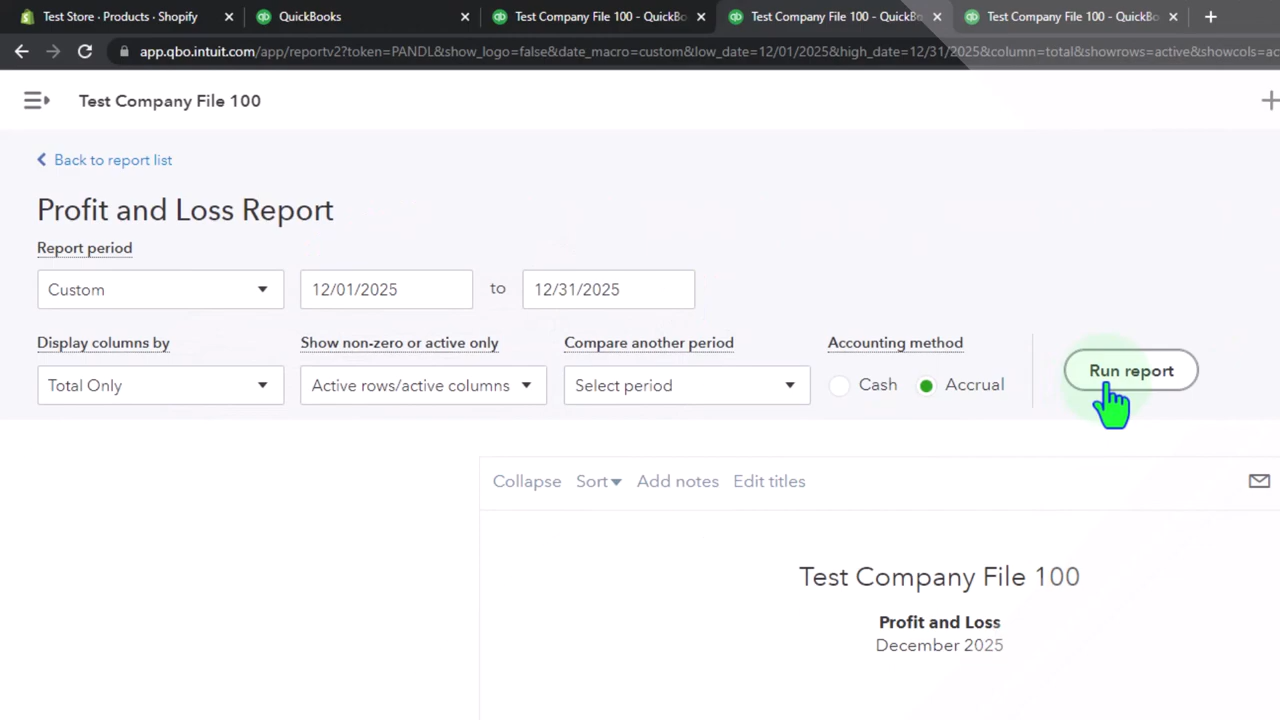 Test Store · Products · Shopify
QuickBooks
Test Company File 100 - QuickBo
Test Company File 100 - QuickBo
Test Company File 100 - QuickBo
app.qbo.intuit.com/app/reportv2?token=PANDL&show_logo=false&date_macro=custom&low_date=12/01/2025&high_date=12/31/2025&column=total&showrows=active&showcols=ac
Test Company File 100
Back to report list
Profit and Loss Report
Report period
Custom 12/01/2025 to 12/31/2025
Display columns by Show non-zero or active only Compare another period Accounting method
Total Only Active rows/active columns Select period Cash Accrual Run report
Collapse Sort Add notes Edit titles
Test Company File 100
Profit and Loss
December 2025